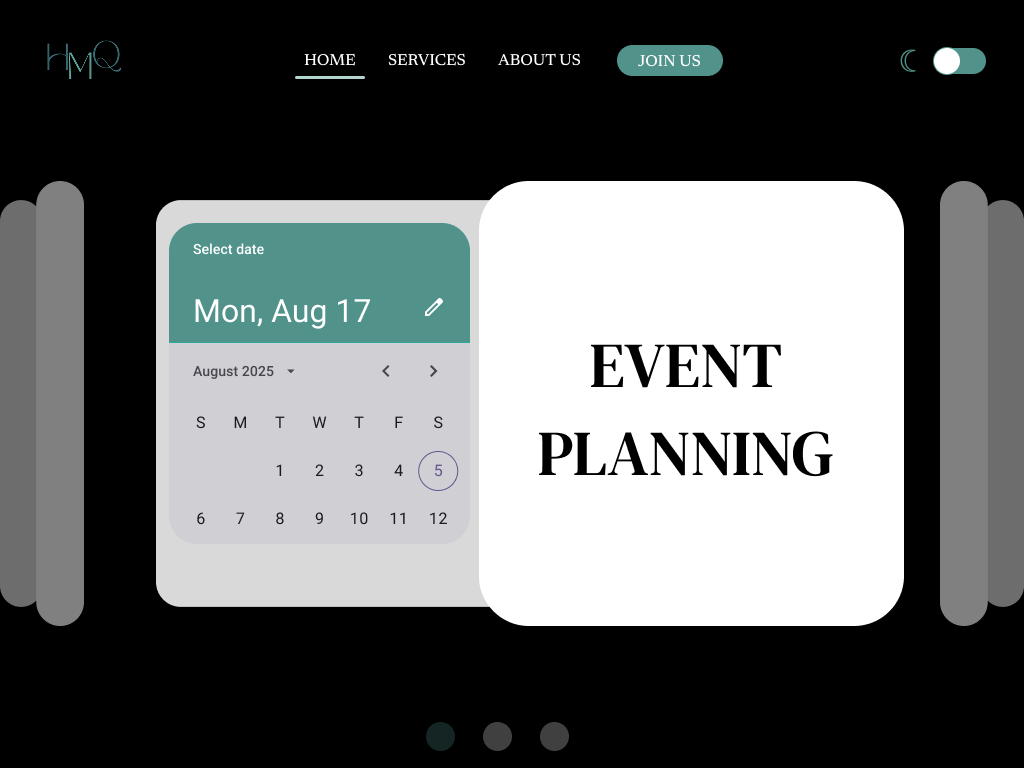 HMQ
HOME SERVICES ABOUT US JOIN US
Select date
Mon, Aug 17
August 2025
S M T W T F S
1 2 3 4 5
6 7 8 9 10 11 12
EVENT
PLANNING